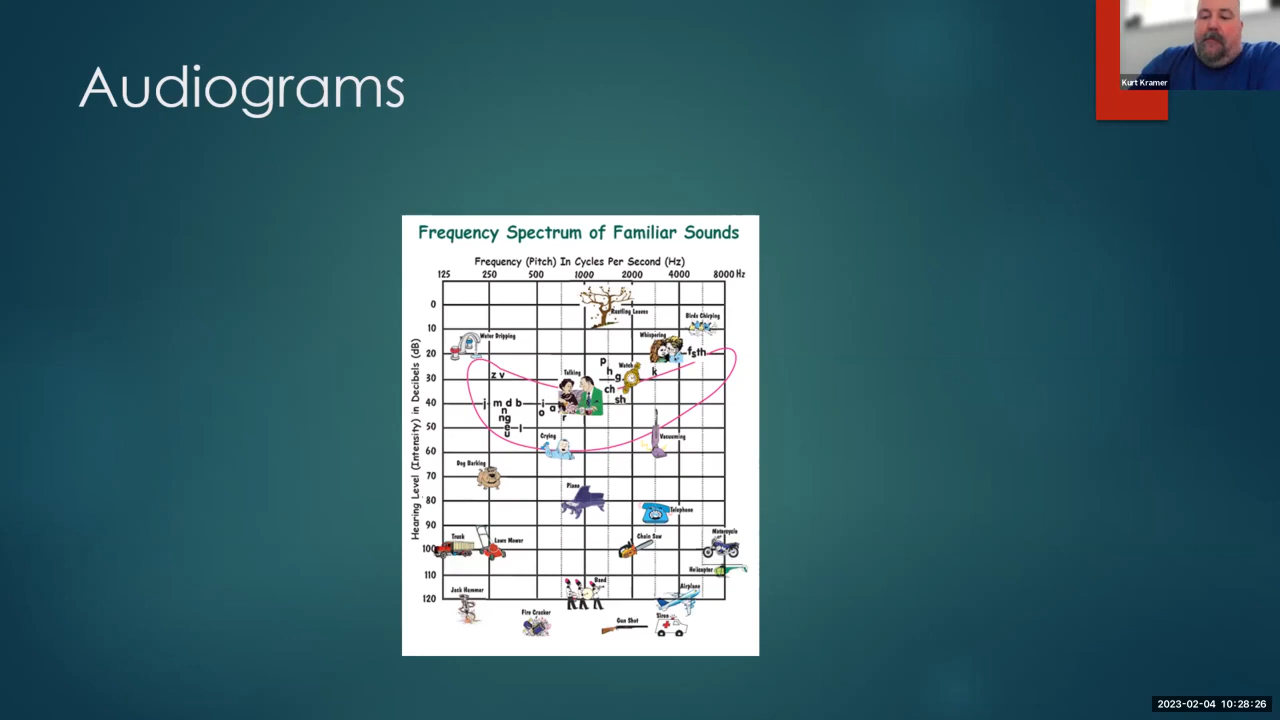 Audiograms
Kurt Kramer
Frequency Spectrum of Familiar Sounds
Frequency (Pitch) In Cycles Per Second (Hz)
125 250 500 1000 2000 4000 8000 Hz
Hearing Level (Intensity) in Decibels (dB)
0
Rustling Leaves
10
Birds Chirping
Water Dripping
Whispering
20
f s th
p
z v
Talking
h
Watch
g
k
30
ch
j m d b
i
a
sh
40
n
o
ng
r
e
l
u
50
Crying
Vacuuming
60
Dog Barking
70
Piano
80
Telephone
90
Truck
Lawn Mower
Chain Saw
Motorcycle
100
Helicopter
110
Jack Hammer
Band
Airplane
120
Fire Cracker
Gun Shot
Siren
2023-02-04 10:28:26